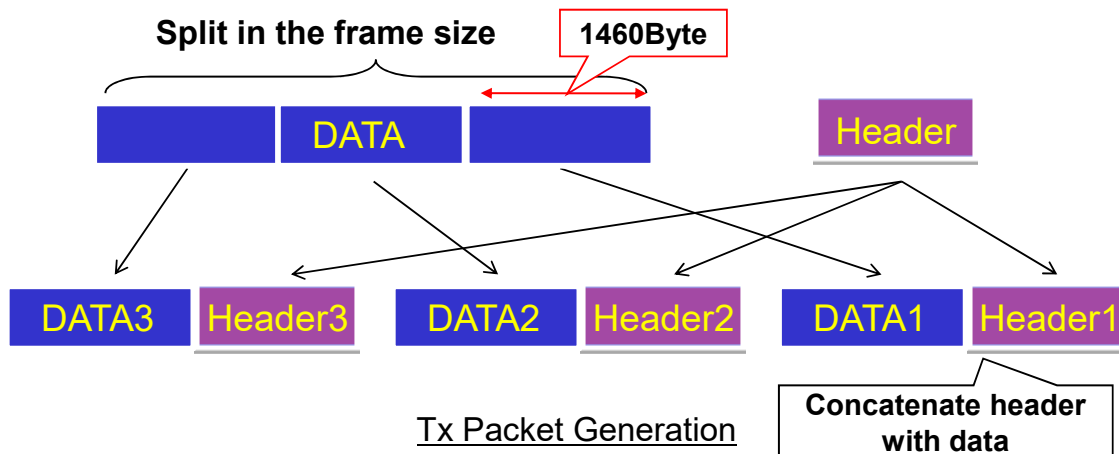 Split in the frame size
1460Byte
DATA
Header
DATA3
Header3
DATA2
Header2
DATA1
Header1
Tx Packet Generation
Concatenate header
with data